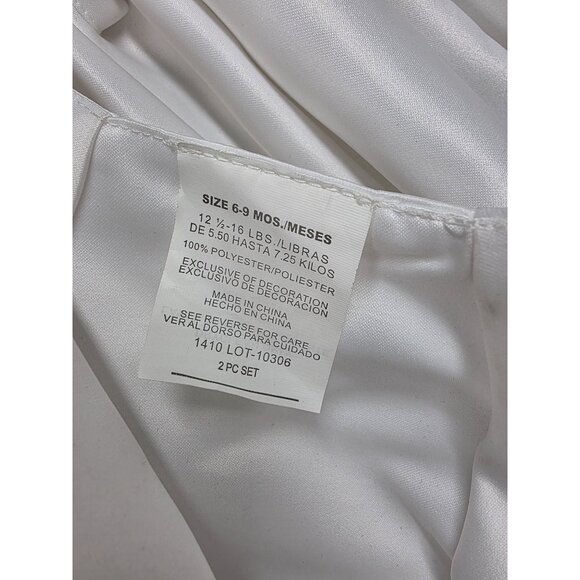 SIZE 6-9 MOS./MESES
12 ½-16 LBS./LIBRAS
DE 5.50 HASTA 7.25 KILOS
100% POLYESTER/POLIESTER
EXCLUSIVE OF DECORATION
EXCLUSIVO DE DECORACION
MADE IN CHINA
HECHO EN CHINA
SEE REVERSE FOR CARE
VER AL DORSO PARA CUIDADO
1410 LOT-10306
2 PC SET